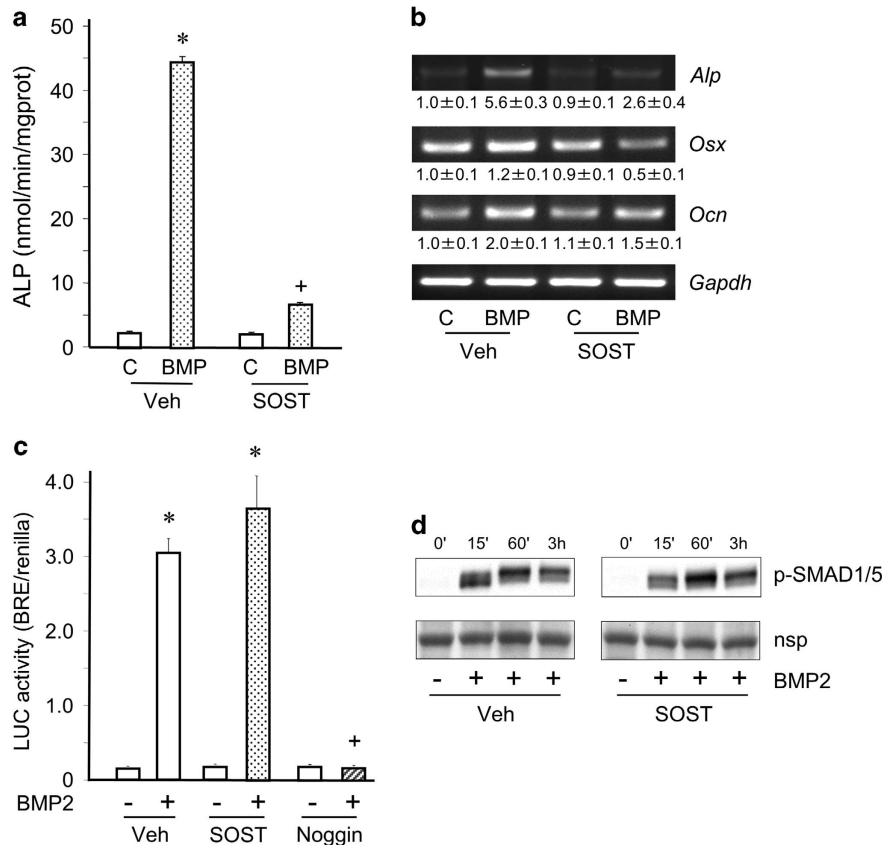 a
ALP (nmol/min/mgprot)
50
40
30
20
10
0
*
+
C BMP C BMP
Veh SOST
b
Alp
1.0±0.1 5.6±0.3 0.9±0.1 2.6±0.4
Osx
1.0±0.1 1.2±0.1 0.9±0.1 0.5±0.1
Ocn
1.0±0.1 2.0±0.1 1.1±0.1 1.5±0.1
Gapdh
C BMP C BMP
Veh SOST
c
LUC activity (BRE/renilla)
4.0
3.0
2.0
1.0
0
*
*
+
BMP2 - + - + - +
Veh SOST Noggin
d
0' 15' 60' 3h 0' 15' 60' 3h
p-SMAD1/5
nsp
- + + + - + + + BMP2
Veh SOST